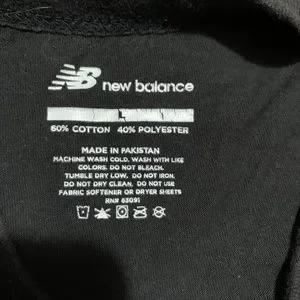 NB new balance
L
60% COTTON 40% POLYESTER
MADE IN PAKISTAN
MACHINE WASH COLD. WASH WITH LIKE
COLORS. DO NOT BLEACH.
TUMBLE DRY LOW. DO NOT IRON.
DO NOT DRY CLEAN. DO NOT USE
FABRIC SOFTENER OR DRYER SHEETS
RN# 63091